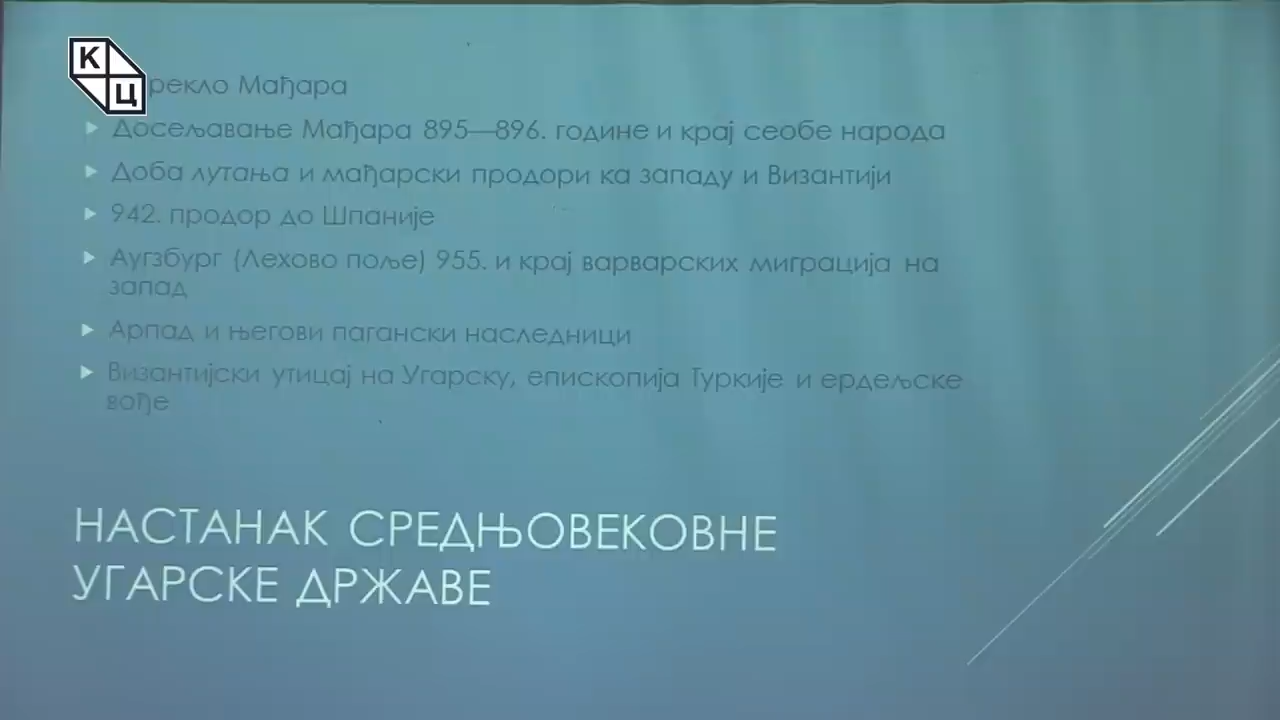 К
Ц
рекло Мађара
Досељавање Мађара 895—896. године и крај сеобе народа
Доба лутања и мађарски продори ка западу и Византији
942. продор до Шпаније
Аугзбург (Лехово поље) 955. и крај варварских миграција на
запад
Арпад и његови пагански наследници
Византијски утицај на Угарску, епископија Туркије и ердељске
вође
НАСТАНАК СРЕДЊОВЕКОВНЕ
УГАРСКЕ ДРЖАВЕ